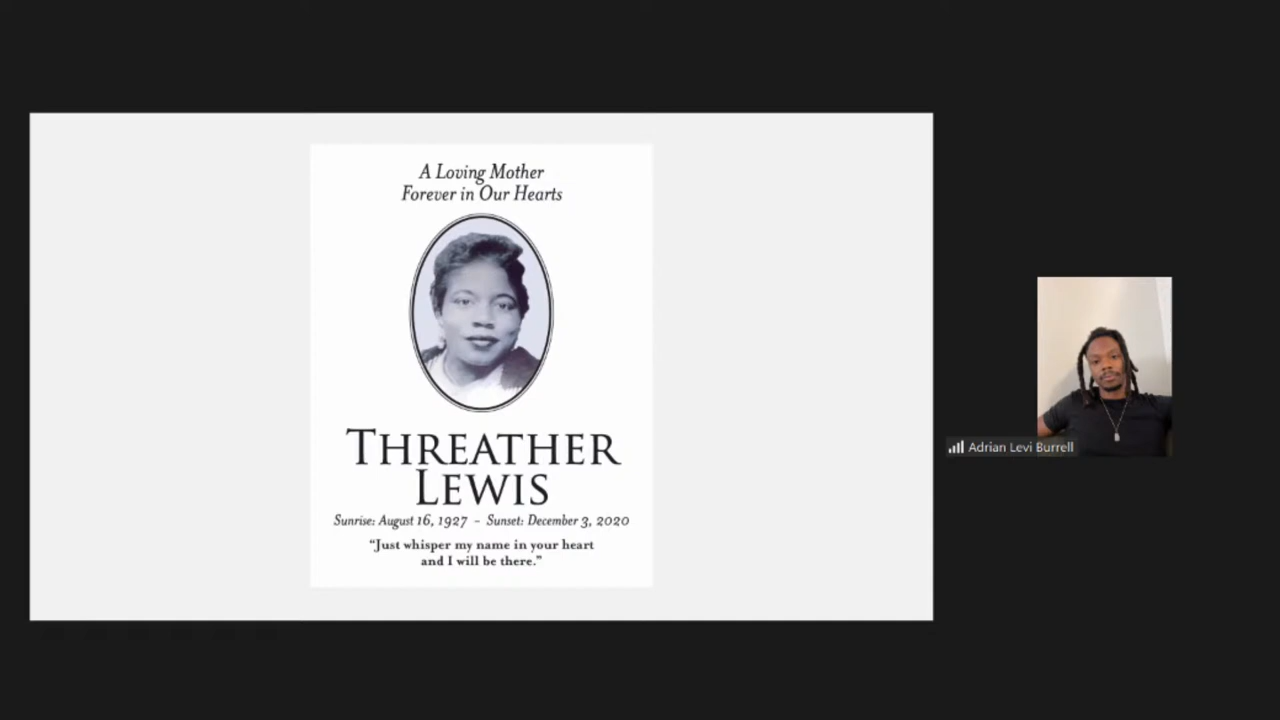 A Loving Mother
Forever in Our Hearts
THREATHER
LEWIS
Sunrise: August 16, 1927 - Sunset: December 3, 2020
“Just whisper my name in your heart
and I will be there.”
Adrian Levi Burrell